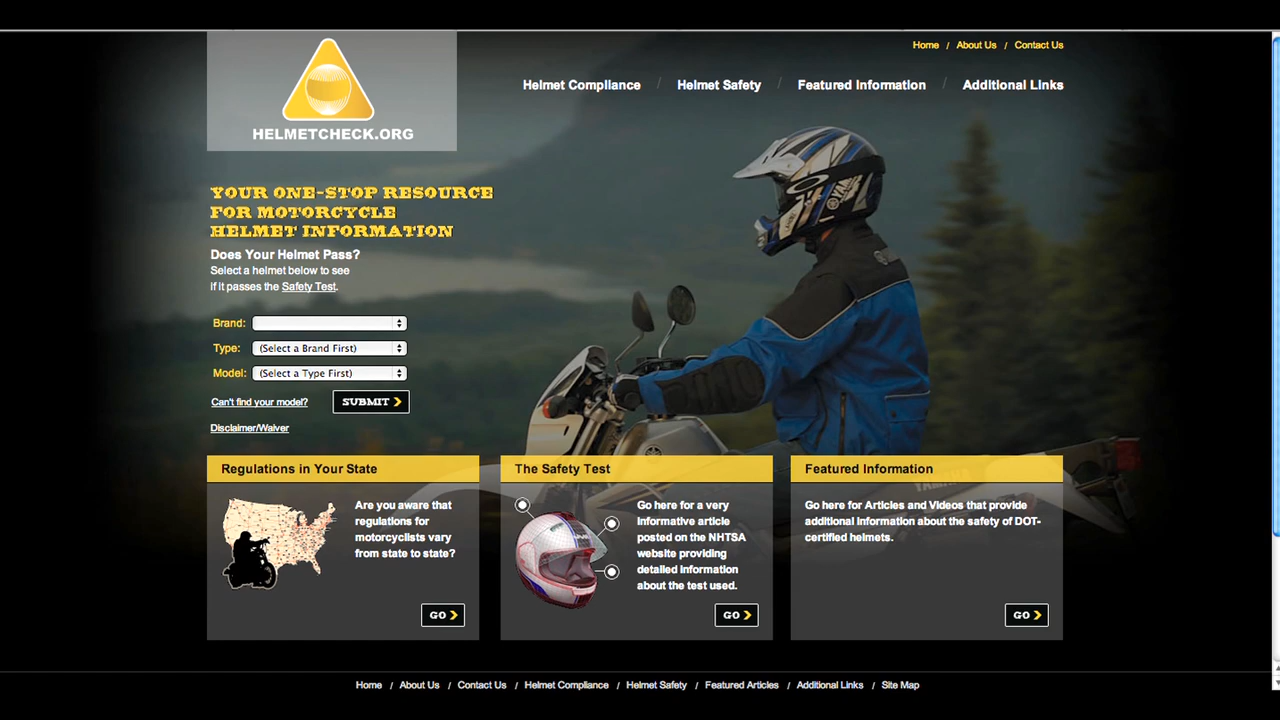 Home / About Us / Contact Us
HELMETCHECK.ORG
Helmet Compliance / Helmet Safety / Featured Information / Additional Links
YOUR ONE-STOP RESOURCE
FOR MOTORCYCLE
HELMET INFORMATION
Does Your Helmet Pass?
Select a helmet below to see
if it passes the Safety Test.
Brand:
Type: (Select a Brand First)
Model: (Select a Type First)
Can't find your model? SUBMIT
Disclaimer/Waiver
Regulations in Your State
Are you aware that
regulations for
motorcyclists vary
from state to state?
GO
The Safety Test
Go here for a very
informative article
posted on the NHTSA
website providing
detailed information
about the test used.
GO
Featured Information
Go here for Articles and Videos that provide
additional information about the safety of DOT-
certified helmets.
GO
YAMAHA
Home / About Us / Contact Us / Helmet Compliance / Helmet Safety / Featured Articles / Additional Links / Site Map